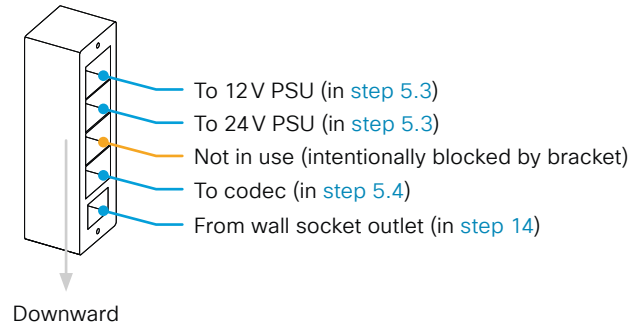 To 12 V PSU (in step 5.3)
To 24 V PSU (in step 5.3)
Not in use (intentionally blocked by bracket)
To codec (in step 5.4)
From wall socket outlet (in step 14)
Downward